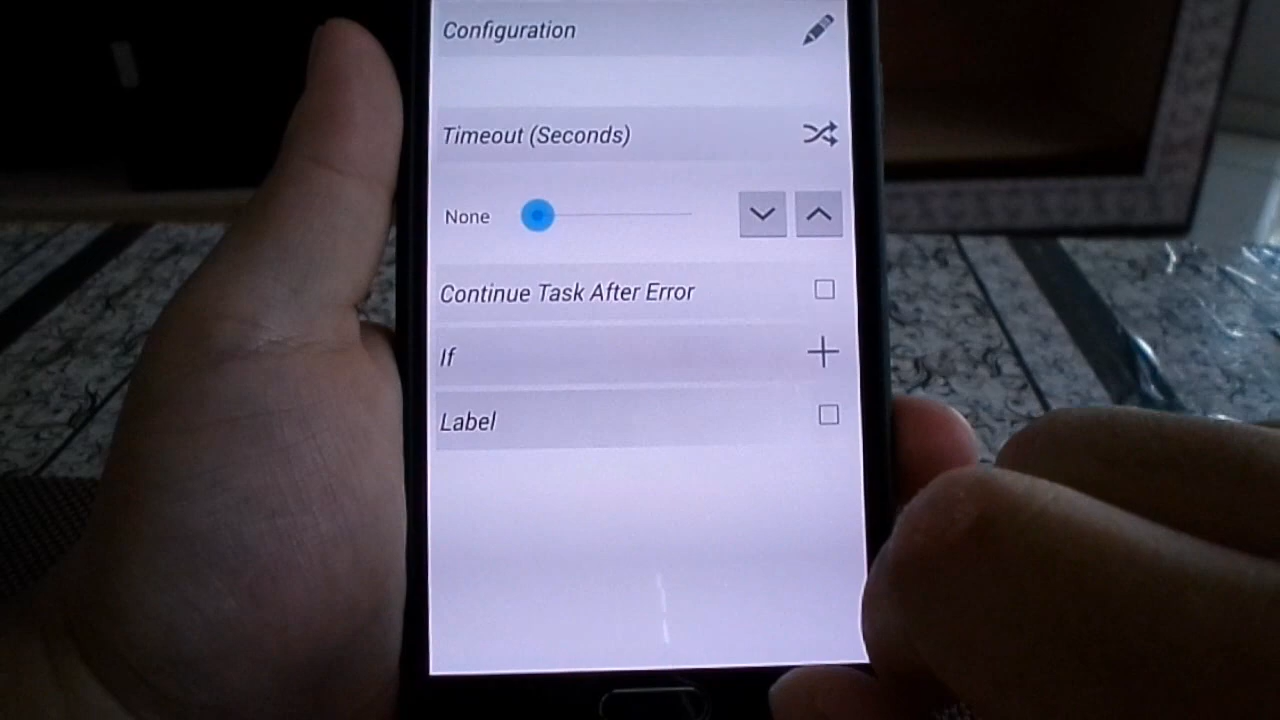 Configuration
Timeout (Seconds)
None
Continue Task After Error
If
Label